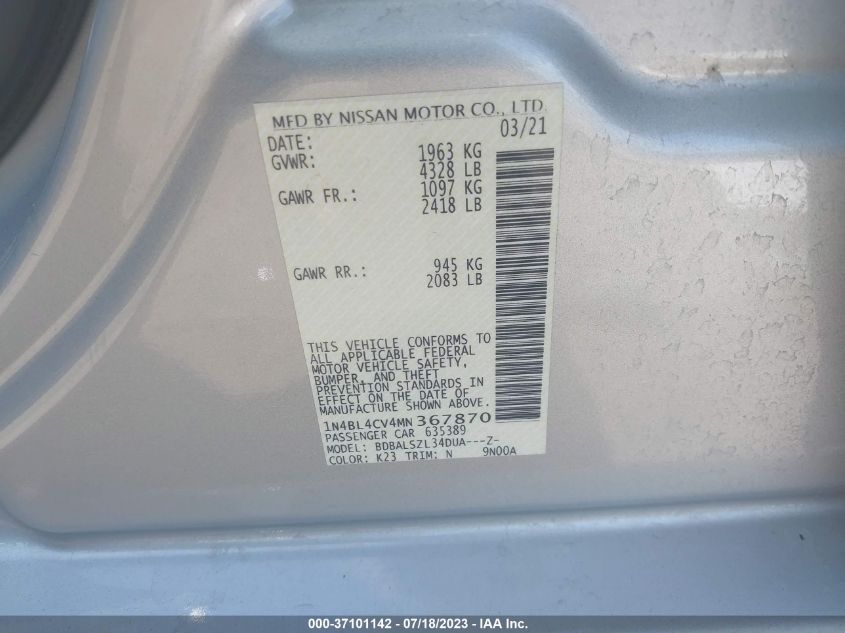 MFD BY NISSAN MOTOR CO., LTD.
DATE: 03/21
GVWR: 1963 KG
4328 LB
GAWR FR.: 1097 KG
2418 LB
GAWR RR.: 945 KG
2083 LB
THIS VEHICLE CONFORMS TO
ALL APPLICABLE FEDERAL
MOTOR VEHICLE SAFETY,
BUMPER, AND THEFT
PREVENTION STANDARDS IN
EFFECT ON THE DATE OF
MANUFACTURE SHOWN ABOVE.
1N4BL4CV4MN367870
PASSENGER CAR 635389
MODEL: BDBALSZL34DUA---Z-
COLOR: K23 TRIM: N 9N00A
000-37101142 - 07/18/2023 - IAA Inc.